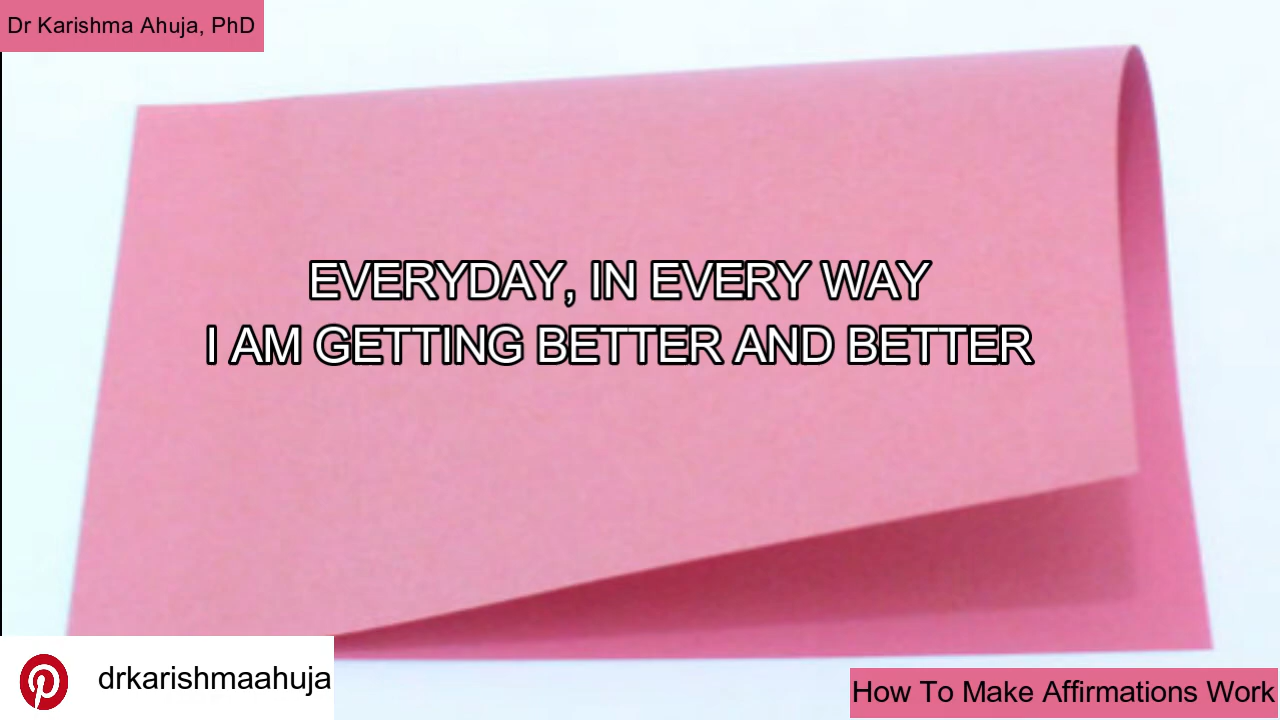 Dr Karishma Ahuja, PhD
EVERYDAY, IN EVERY WAY
I AM GETTING BETTER AND BETTER
drkarishmaahuja
How To Make Affirmations Work